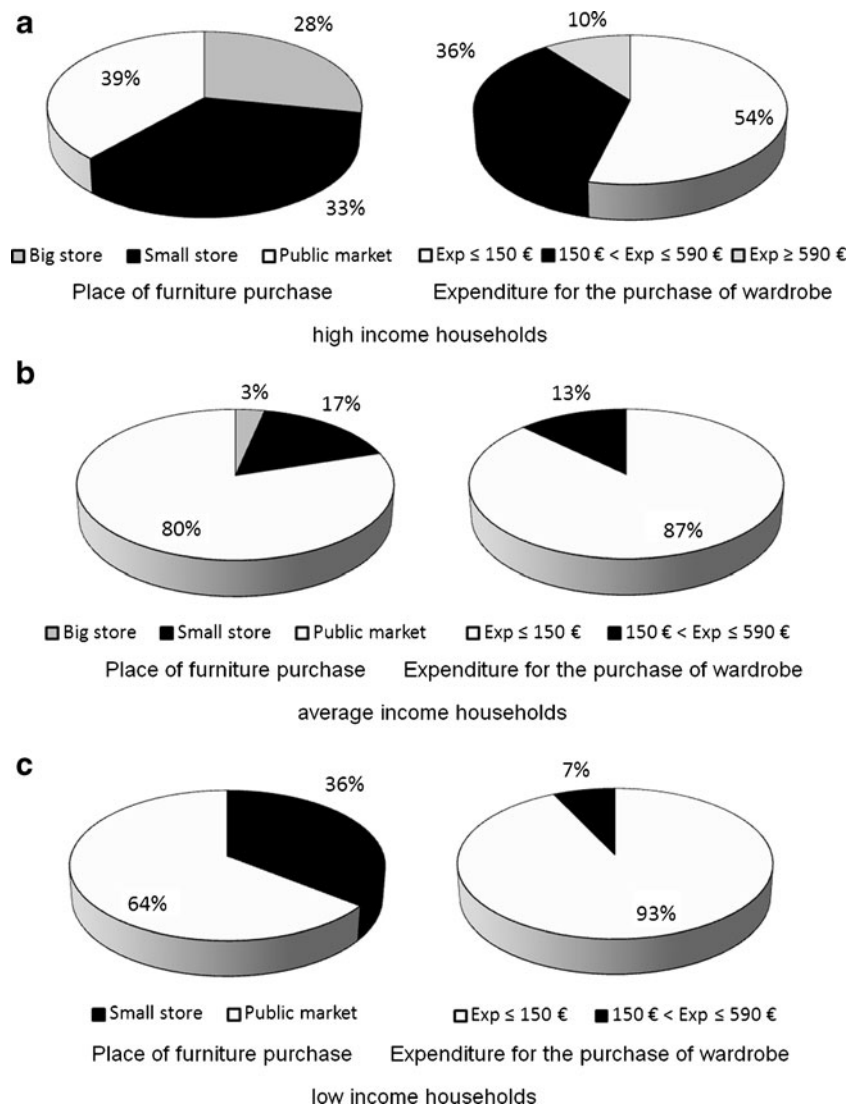 a
28%
39%
33%
10%
36%
54%
Big store Small store Public market
Exp ≤ 150 € 150 € < Exp ≤ 590 € Exp ≥ 590 €
Place of furniture purchase
Expenditure for the purchase of wardrobe
high income households
b
3%
17%
80%
13%
87%
Big store Small store Public market
Exp ≤ 150 € 150 € < Exp ≤ 590 €
Place of furniture purchase
Expenditure for the purchase of wardrobe
average income households
c
36%
64%
7%
93%
Small store Public market
Exp ≤ 150 € 150 € < Exp ≤ 590 €
Place of furniture purchase
Expenditure for the purchase of wardrobe
low income households